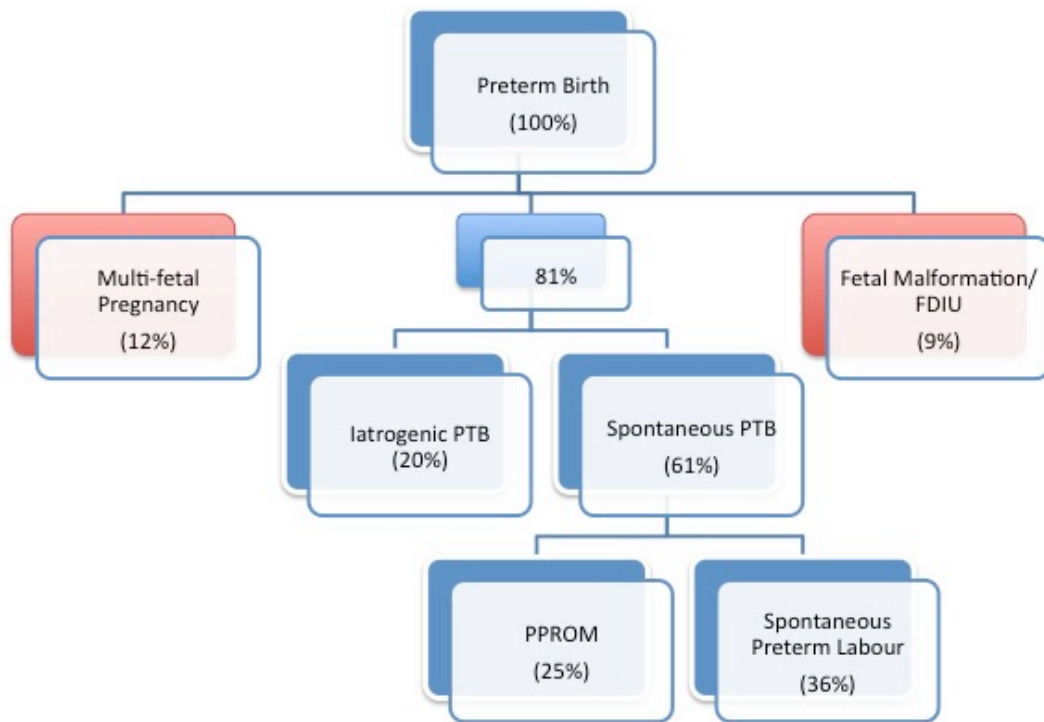 Preterm Birth
(100%)
Multi-fetal
Pregnancy
(12%)
81%
Fetal Malformation/
FDIU
(9%)
Iatrogenic PTB
(20%)
Spontaneous PTB
(61%)
PPROM
(25%)
Spontaneous
Preterm Labour
(36%)